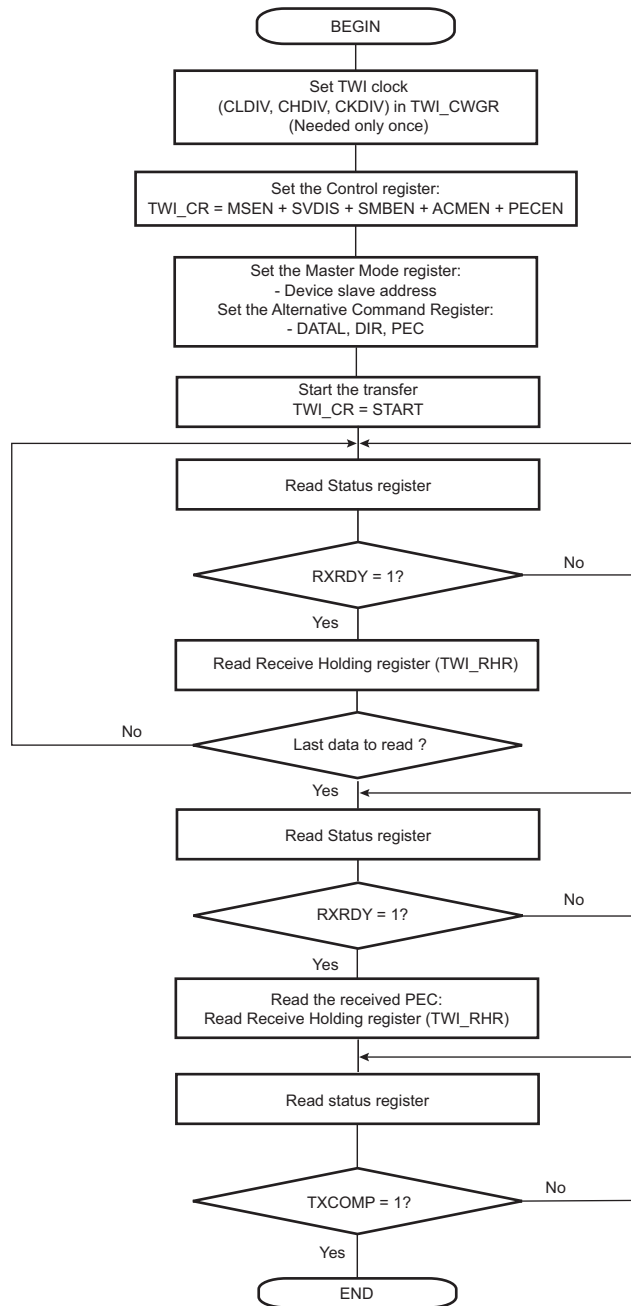 BEGIN
Set TWI clock
(CLDIV, CHDIV, CKDIV) in TWI_CWGR
(Needed only once)
Set the Control register:
TWI_CR = MSEN + SVDIS + SMBEN + ACMEN + PECEN
Set the Master Mode register:
- Device slave address
Set the Alternative Command Register:
- DATAL, DIR, PEC
Start the transfer
TWI_CR = START
Read Status register
RXRDY = 1?
No
Yes
Read Receive Holding register (TWI_RHR)
No
Last data to read ?
Yes
Read Status register
RXRDY = 1?
No
Yes
Read the received PEC:
Read Receive Holding register (TWI_RHR)
Read status register
TXCOMP = 1?
No
Yes
END